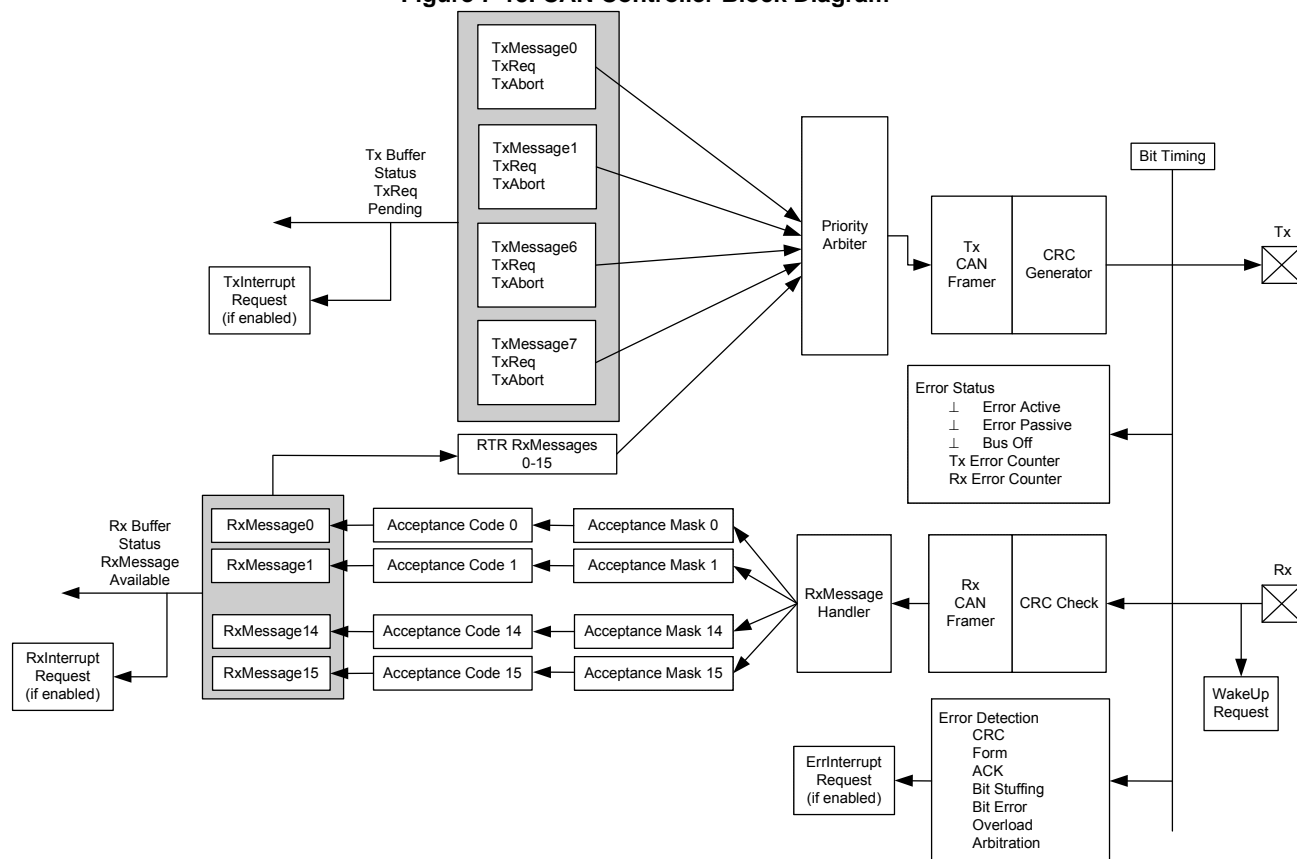 Figure CAN Controller Block Diagram
TxMessage0
TxReq
TxAbort
TxMessage1
TxReq
TxAbort
TxMessage6
TxReq
TxAbort
TxMessage7
TxReq
TxAbort
Tx Buffer
Status
TxReq
Pending
TxInterrupt
Request
(if enabled)
Priority
Arbiter
Tx
CAN
Framer
CRC
Generator
Bit Timing
Tx
Error Status
⊥ Error Active
⊥ Error Passive
⊥ Bus Off
Tx Error Counter
Rx Error Counter
RTR RxMessages
0-15
Rx Buffer
Status
RxMessage
Available
RxInterrupt
Request
(if enabled)
RxMessage0
Acceptance Code 0
Acceptance Mask 0
RxMessage1
Acceptance Code 1
Acceptance Mask 1
RxMessage14
Acceptance Code 14
Acceptance Mask 14
RxMessage15
Acceptance Code 15
Acceptance Mask 15
RxMessage
Handler
Rx
CAN
Framer
CRC Check
Rx
WakeUp
Request
Error Detection
CRC
Form
ACK
Bit Stuffing
Bit Error
Overload
Arbitration
ErrInterrupt
Request
(if enabled)